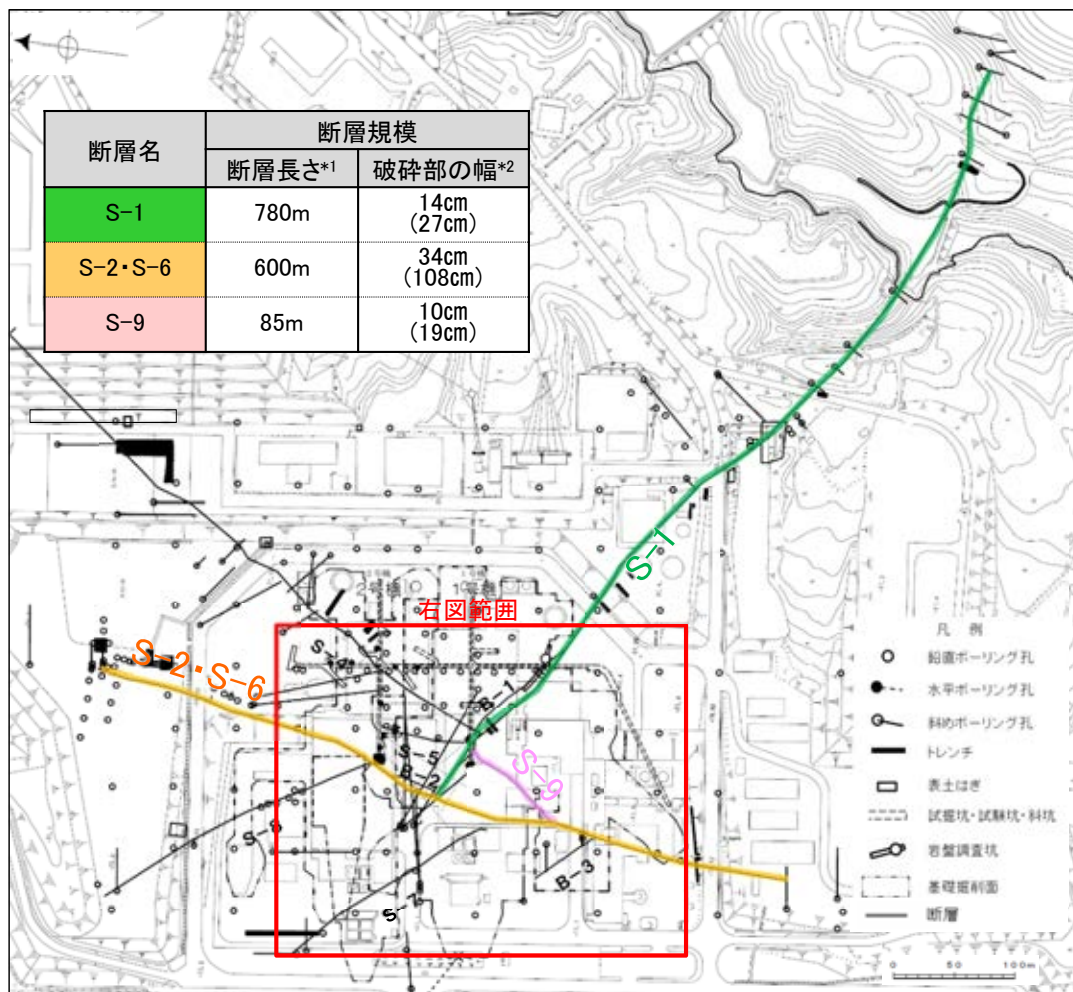 断層名
断層規模
断層長さ*1
破砕部の幅*2
S-1
780m
14cm
(27cm)
S-2・S-6
600m
34cm
(108cm)
S-9
85m
10cm
(19cm)
S-1
右図範囲
S-2・S-6
S-5
B-1
B-2
S-9
B-3
凡例
鉛直ボーリング孔
水平ボーリング孔
斜めボーリング孔
トレンチ
表土はぎ
試掘坑・試験坑・斜坑
岩盤調査坑
基礎掘削面
断層
0 50 100m